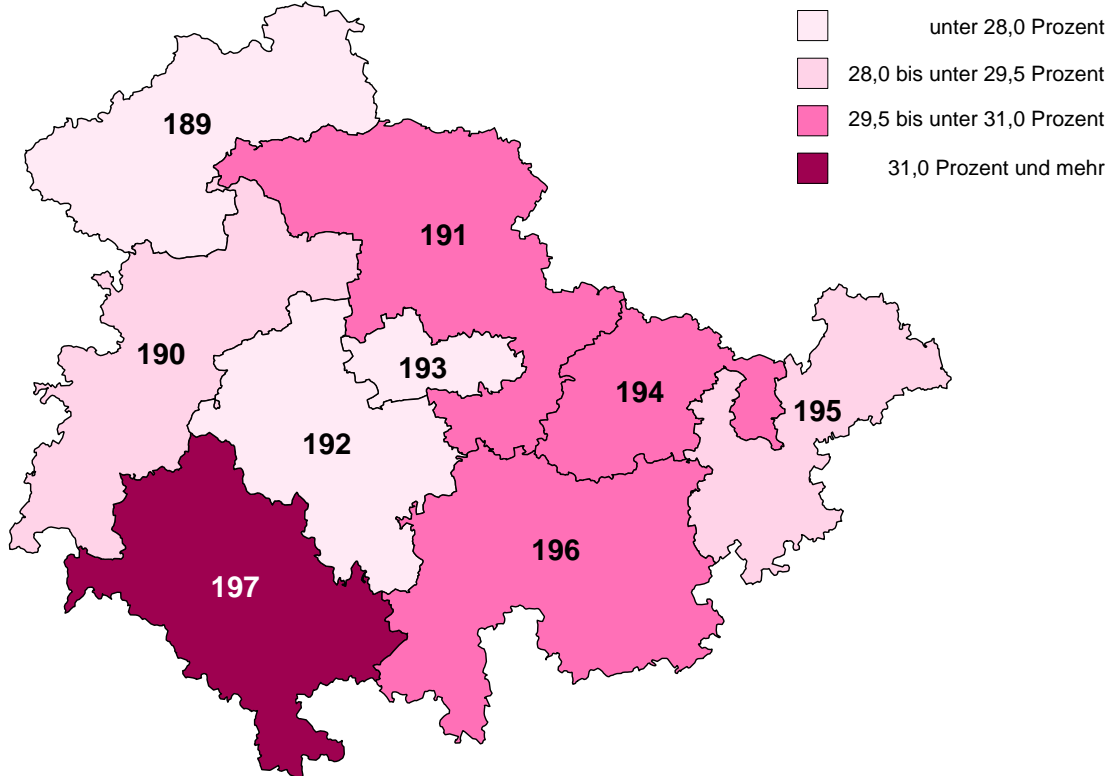 unter 28,0 Prozent
28,0 bis unter 29,5 Prozent
29,5 bis unter 31,0 Prozent
31,0 Prozent und mehr
189
191
190
193
194
195
192
196
197